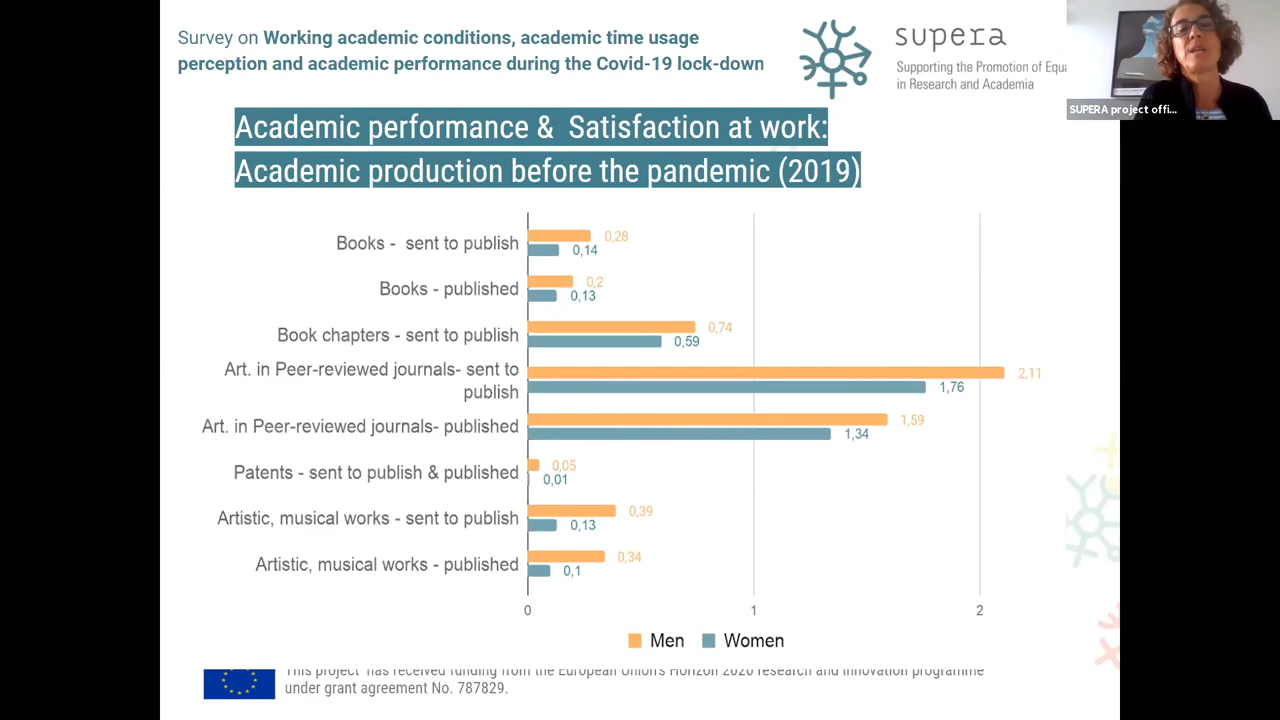 Survey on Working academic conditions, academic time usage
perception and academic performance during the Covid-19 lock-down
supera
Supporting the Promotion of Equa
in Research and Academia
SUPERA project offi...
Academic performance & Satisfaction at work:
Academic production before the pandemic (2019)
Books - sent to publish
0,28
0,14
Books - published
0,2
0,13
Book chapters - sent to publish
0,74
0,59
Art. in Peer-reviewed journals- sent to
publish
2,11
1,76
Art. in Peer-reviewed journals- published
1,59
1,34
Patents - sent to publish & published
0,05
0,01
Artistic, musical works - sent to publish
0,39
0,13
Artistic, musical works - published
0,34
0,1
0
1
2
Men
Women
This project has received funding from the European Union's Horizon 2020 research and innovation programme
under grant agreement No. 787829.